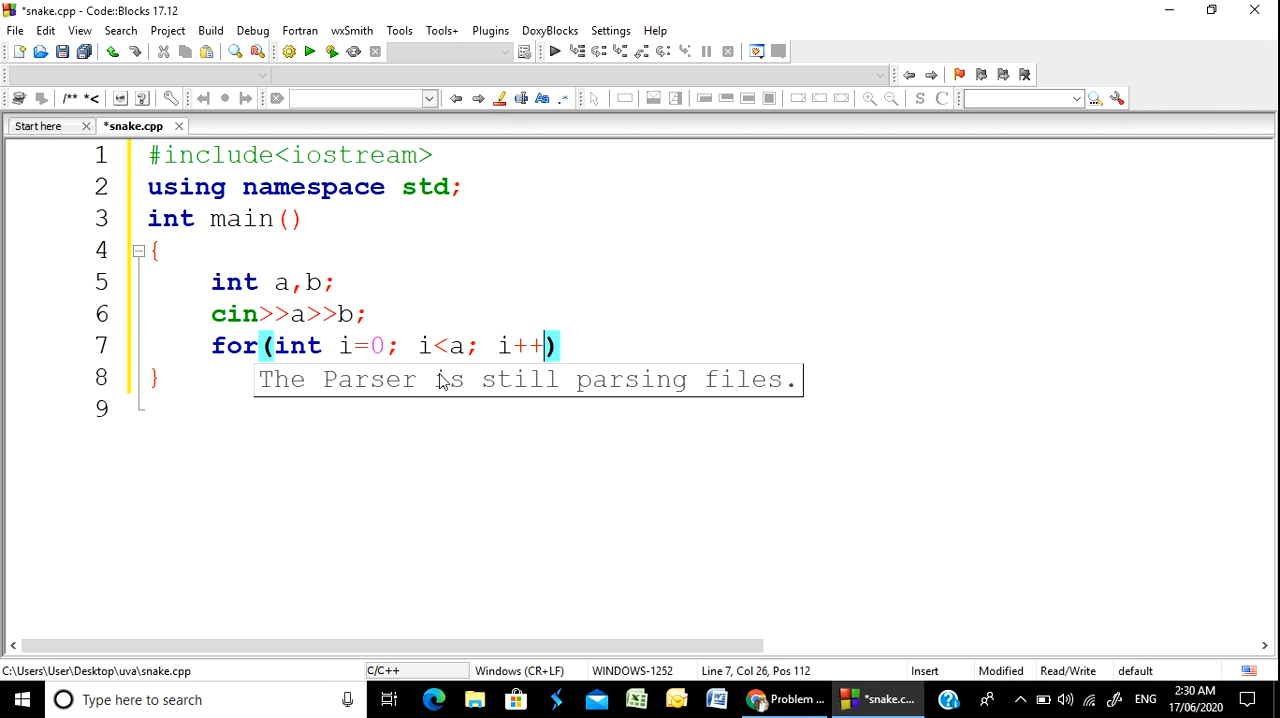 *snake.cpp - Code::Blocks 17.12
File Edit View Search Project Build Debug Fortran wxSmith Tools Tools+ Plugins DoxyBlocks Settings Help
/** *<
S C
Start here *snake.cpp
1 #include<iostream>
2 using namespace std;
3 int main()
4 {
5 int a,b;
6 cin>>a>>b;
7 for(int i=0; i<a; i++)
8 }
The Parser is still parsing files.
9
C:\Users\User\Desktop\uva\snake.cpp C/C++ Windows (CR+LF) WINDOWS-1252 Line 7, Col 26, Pos 112 Insert Modified Read/Write default
Type here to search Problem ... *snake.c... ENG 2:30 AM
17/06/2020